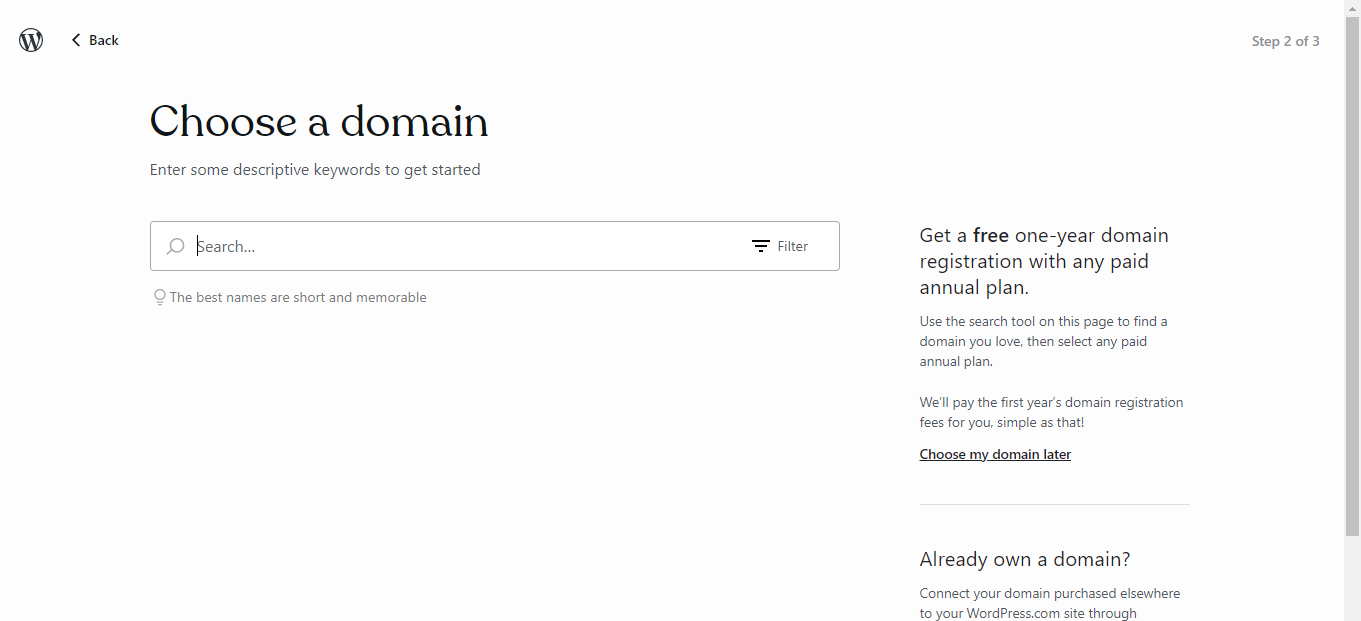 Back
Step 2 of 3
Choose a domain
Enter some descriptive keywords to get started
Search...
Filter
The best names are short and memorable
Get a free one-year domain
registration with any paid
annual plan.
Use the search tool on this page to find a
domain you love, then select any paid
annual plan.
We'll pay the first year's domain registration
fees for you, simple as that!
Choose my domain later
Already own a domain?
Connect your domain purchased elsewhere
to your WordPress.com site through